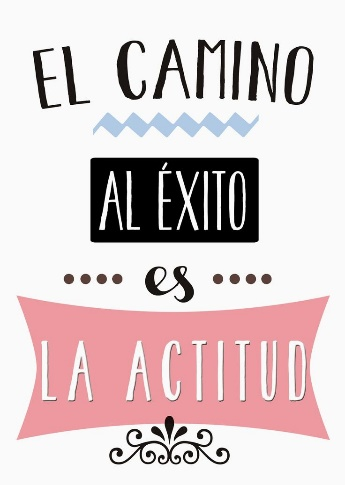 EL CAMINO
AL ÉXITO
es
LA ACTITUD